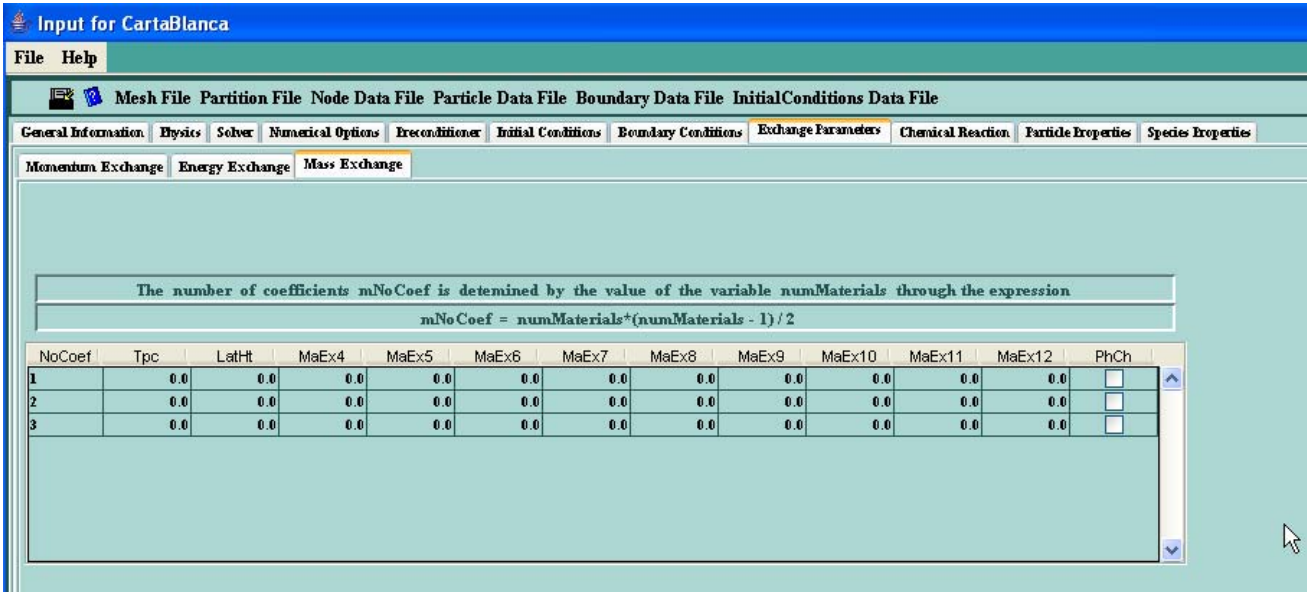 Input for CartaBlanca
File Help
Mesh File Partition File Node Data File Particle Data File Boundary Data File InitialConditions Data File
General Information Physics Solver Numerical Options Preconditioner Initial Conditions Boundary Conditions Exchange Parameters Chemical Reaction Particle Properties Species Properties
Momentum Exchange Energy Exchange Mass Exchange
The number of coefficients mNoCoef is detemined by the value of the variable numMaterials through the expression
mNoCoef = numMaterials*(numMaterials - 1) / 2
NoCoef Tpc LatHt MaEx4 MaEx5 MaEx6 MaEx7 MaEx8 MaEx9 MaEx10 MaEx11 MaEx12 PhCh
1 0.0 0.0 0.0 0.0 0.0 0.0 0.0 0.0 0.0 0.0 0.0
2 0.0 0.0 0.0 0.0 0.0 0.0 0.0 0.0 0.0 0.0 0.0
3 0.0 0.0 0.0 0.0 0.0 0.0 0.0 0.0 0.0 0.0 0.0